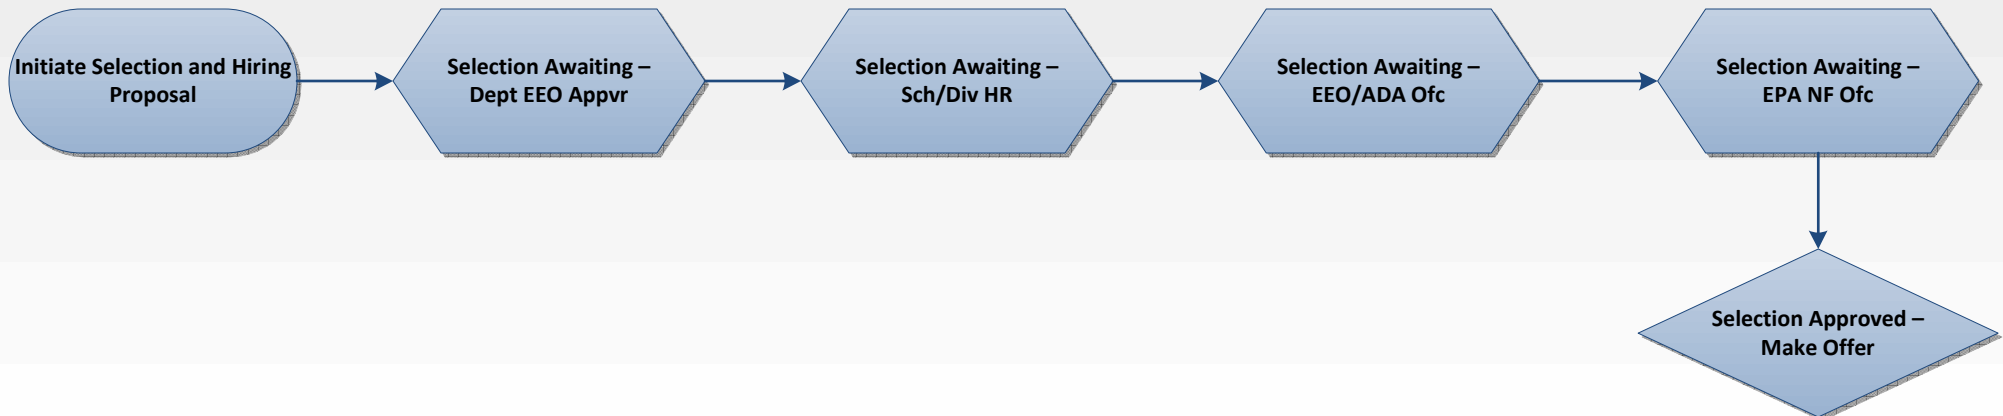 Initiate Selection and Hiring
Proposal
Selection Awaiting –
Dept EEO Appvr
Selection Awaiting –
Sch/Div HR
Selection Awaiting –
EEO/ADA Ofc
Selection Awaiting –
EPA NF Ofc
Selection Approved –
Make Offer